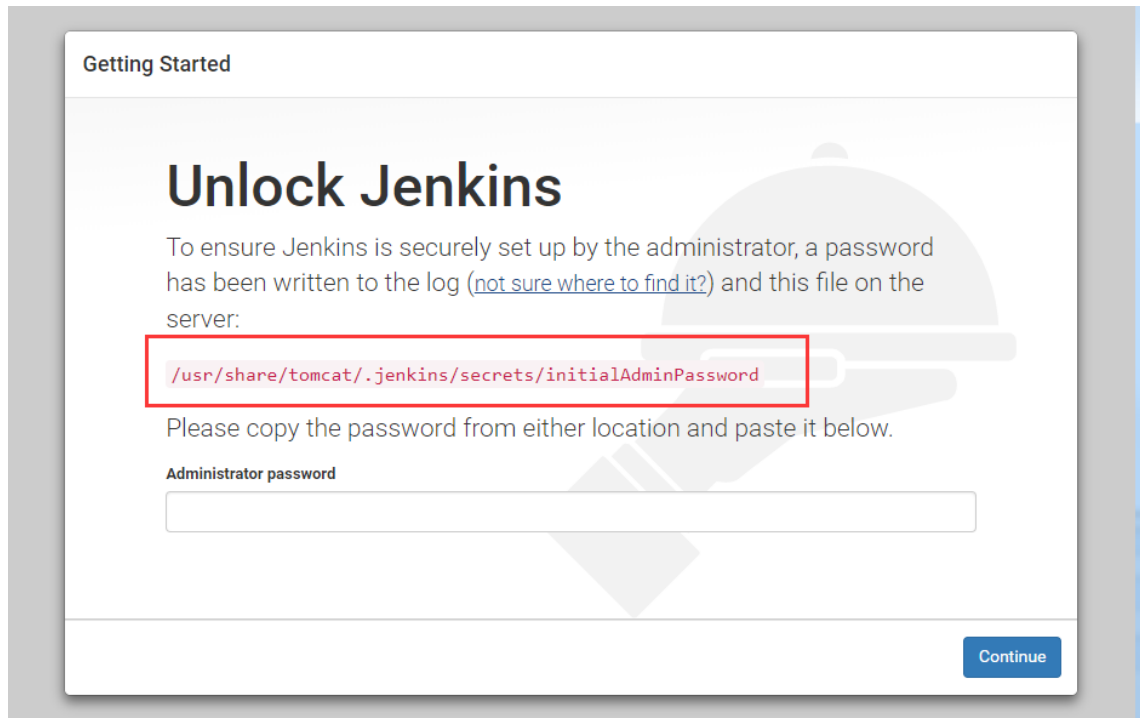 Getting Started
Unlock Jenkins
To ensure Jenkins is securely set up by the administrator, a password
has been written to the log (not sure where to find it?) and this file on the
server:
/usr/share/tomcat/.jenkins/secrets/initialAdminPassword
Please copy the password from either location and paste it below.
Administrator password
Continue